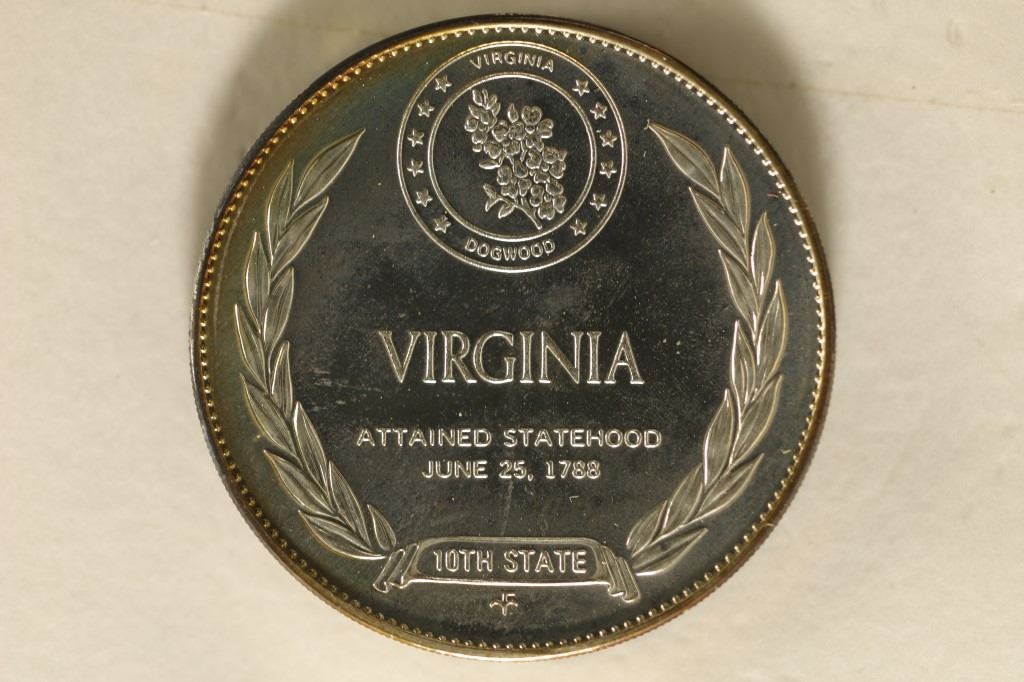 VIRGINIA
DOGWOOD
VIRGINIA
ATTAINED STATEHOOD
JUNE 25, 1788
10TH STATE